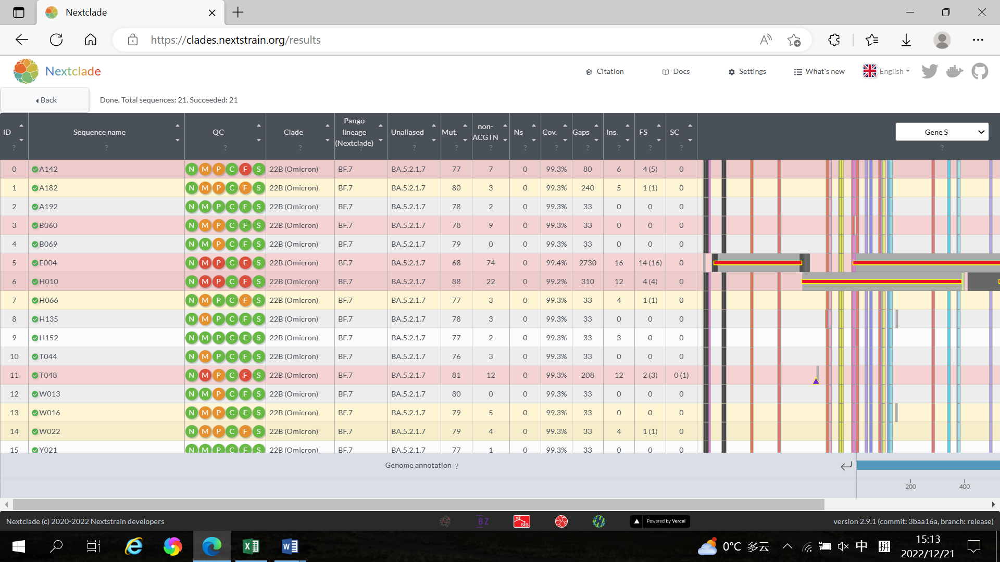 Nextclade
https://clades.nextstrain.org/results
Nextclade
Citation
Docs
Settings
What's new
English
Back
Done. Total sequences: 21. Succeeded: 21
ID Sequence name QC Clade Pango lineage (Nextclade) Unaliased Mut. non-ACGTN Ns Cov. Gaps Ins. FS SC Gene S
? ? ? ? ? ? ? ? ? ? ? ? ? ? ?
0 A142 N M P C F S 22B (Omicron) BF.7 BA.5.2.1.7 77 7 0 99.3% 80 6 4 (5) 0
1 A182 N M P C F S 22B (Omicron) BF.7 BA.5.2.1.7 80 3 0 99.3% 240 5 1 (1) 0
2 A192 N M P C F S 22B (Omicron) BF.7 BA.5.2.1.7 78 2 0 99.3% 33 0 0 0
3 B060 N M P C F S 22B (Omicron) BF.7 BA.5.2.1.7 78 9 0 99.3% 33 0 0 0
4 B069 N M P C F S 22B (Omicron) BF.7 BA.5.2.1.7 79 0 0 99.3% 33 0 0 0
5 E004 N M P C F S 22B (Omicron) BF.7 BA.5.2.1.7 68 74 0 99.4% 2730 16 14 (16) 0
6 H010 N M P C F S 22B (Omicron) BF.7 BA.5.2.1.7 88 22 0 99.2% 310 12 4 (4) 0
7 H066 N M P C F S 22B (Omicron) BF.7 BA.5.2.1.7 77 3 0 99.3% 33 4 1 (1) 0
8 H135 N M P C F S 22B (Omicron) BF.7 BA.5.2.1.7 78 3 0 99.3% 33 0 0 0
9 H152 N M P C F S 22B (Omicron) BF.7 BA.5.2.1.7 77 2 0 99.3% 33 3 0 0
10 T044 N M P C F S 22B (Omicron) BF.7 BA.5.2.1.7 76 3 0 99.3% 33 0 0 0
11 T048 N M P C F S 22B (Omicron) BF.7 BA.5.2.1.7 81 12 0 99.3% 208 12 2 (3) 0 (1)
12 W013 N M P C F S 22B (Omicron) BF.7 BA.5.2.1.7 80 0 0 99.3% 33 0 0 0
13 W016 N M P C F S 22B (Omicron) BF.7 BA.5.2.1.7 79 5 0 99.3% 33 0 0 0
14 W022 N M P C F S 22B (Omicron) BF.7 BA.5.2.1.7 79 4 0 99.3% 33 4 1 (1) 0
15 Y021 N M P C F S 22B (Omicron) BF.7 BA.5.2.1.7 77 1 0 99.3% 33 0 0 0
Genome annotation ?
200 400
Nextclade (c) 2020-2022 Nextstrain developers
BZ
SIB
Powered by Vercel
version 2.9.1 (commit: 3baa16a, branch: release)
0°C 多云
中
拼
15:13
2022/12/21